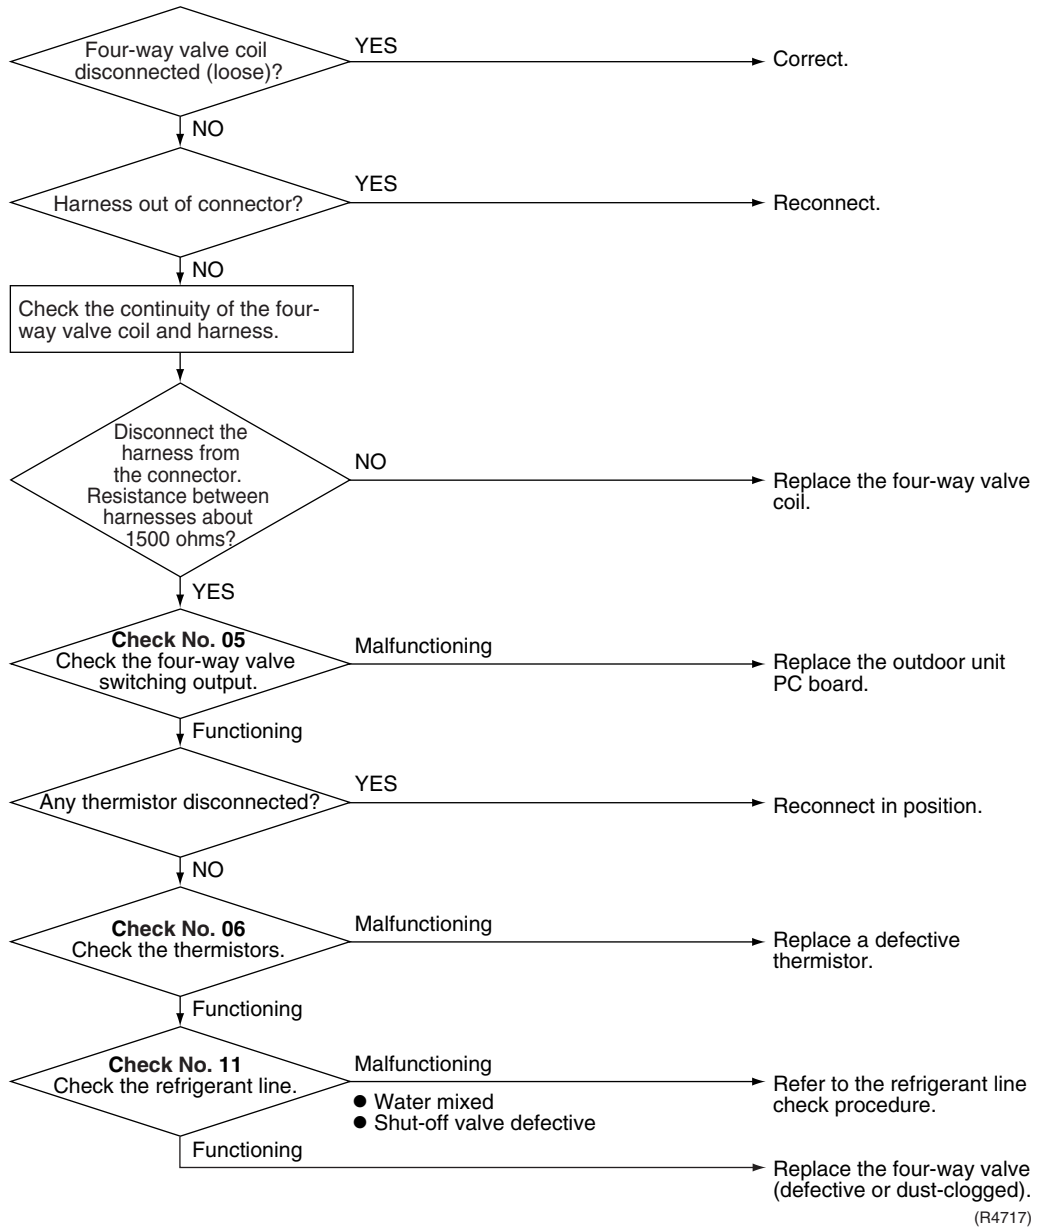 Four-way valve coil
disconnected (loose)?
YES
Correct.
NO
Harness out of connector?
YES
Reconnect.
NO
Check the continuity of the four-
way valve coil and harness.
Disconnect the
harness from
the connector.
Resistance between
harnesses about
1500 ohms?
NO
Replace the four-way valve
coil.
YES
Check No. 05
Check the four-way valve
switching output.
Malfunctioning
Replace the outdoor unit
PC board.
Functioning
Any thermistor disconnected?
YES
Reconnect in position.
NO
Check No. 06
Check the thermistors.
Malfunctioning
Replace a defective
thermistor.
Functioning
Check No. 11
Check the refrigerant line.
Malfunctioning
● Water mixed
● Shut-off valve defective
Refer to the refrigerant line
check procedure.
Functioning
Replace the four-way valve
(defective or dust-clogged).
(R4717)